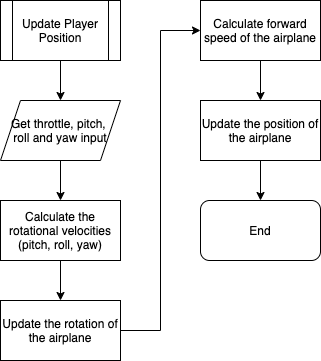 Update Player
Position
Get throttle, pitch,
roll and yaw input
Calculate the
rotational velocities
(pitch, roll, yaw)
Update the rotation of
the airplane
Calculate forward
speed of the airplane
Update the position of
the airplane
End